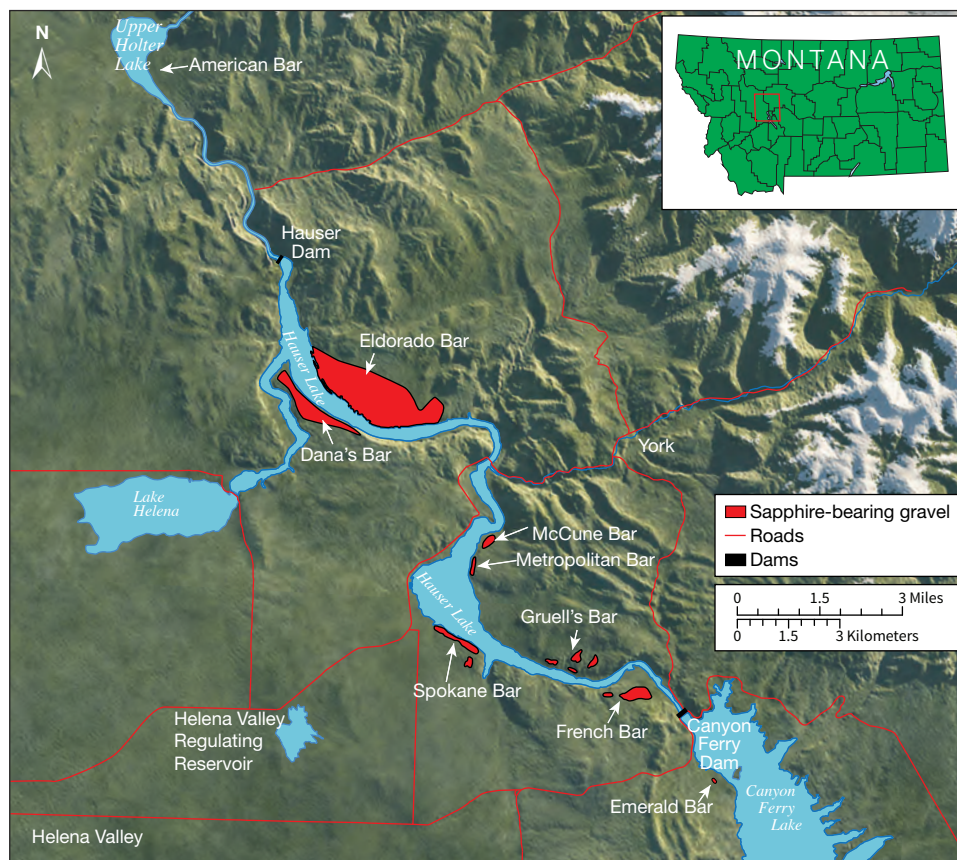 N
Upper
Holter
Lake
American Bar
MONTANA
Hauser
Dam
Hauser Lake
Eldorado Bar
Dana's Bar
York
Lake
Helena
Sapphire-bearing gravel
Roads
Dams
McCune Bar
Metropolitan Bar
0 1.5 3 Miles
0 1.5 3 Kilometers
Hauser Lake
Gruell's Bar
Spokane Bar
French Bar
Helena Valley
Regulating
Reservoir
Canyon
Ferry
Dam
Emerald Bar
Canyon
Ferry
Lake
Helena Valley